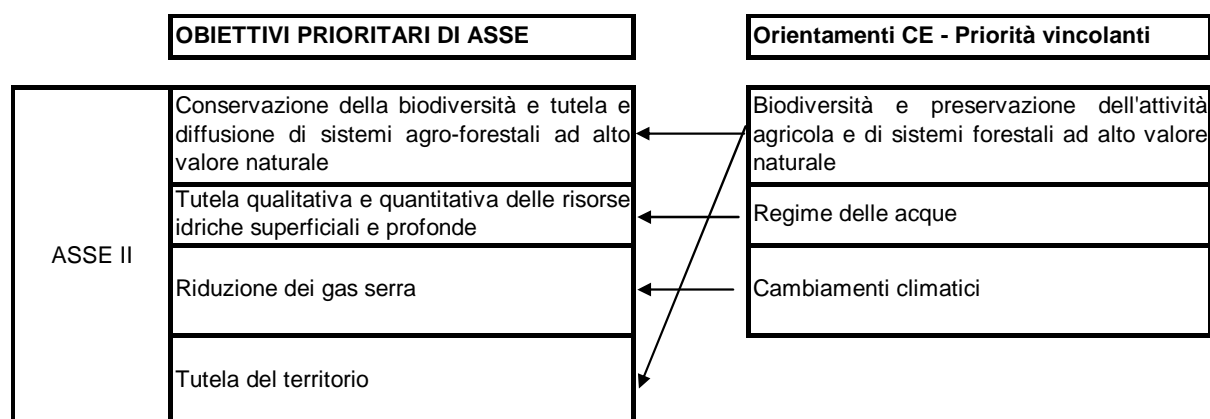 OBIETTIVI PRIORITARI DI ASSE
Orientamenti CE - Priorità vincolanti
ASSE II
Conservazione della biodiversità e tutela e
diffusione di sistemi agro-forestali ad alto
valore naturale
Biodiversità e preservazione dell'attività
agricola e di sistemi forestali ad alto valore
naturale
Tutela qualitativa e quantitativa delle risorse
idriche superficiali e profonde
Regime delle acque
Riduzione dei gas serra
Cambiamenti climatici
Tutela del territorio